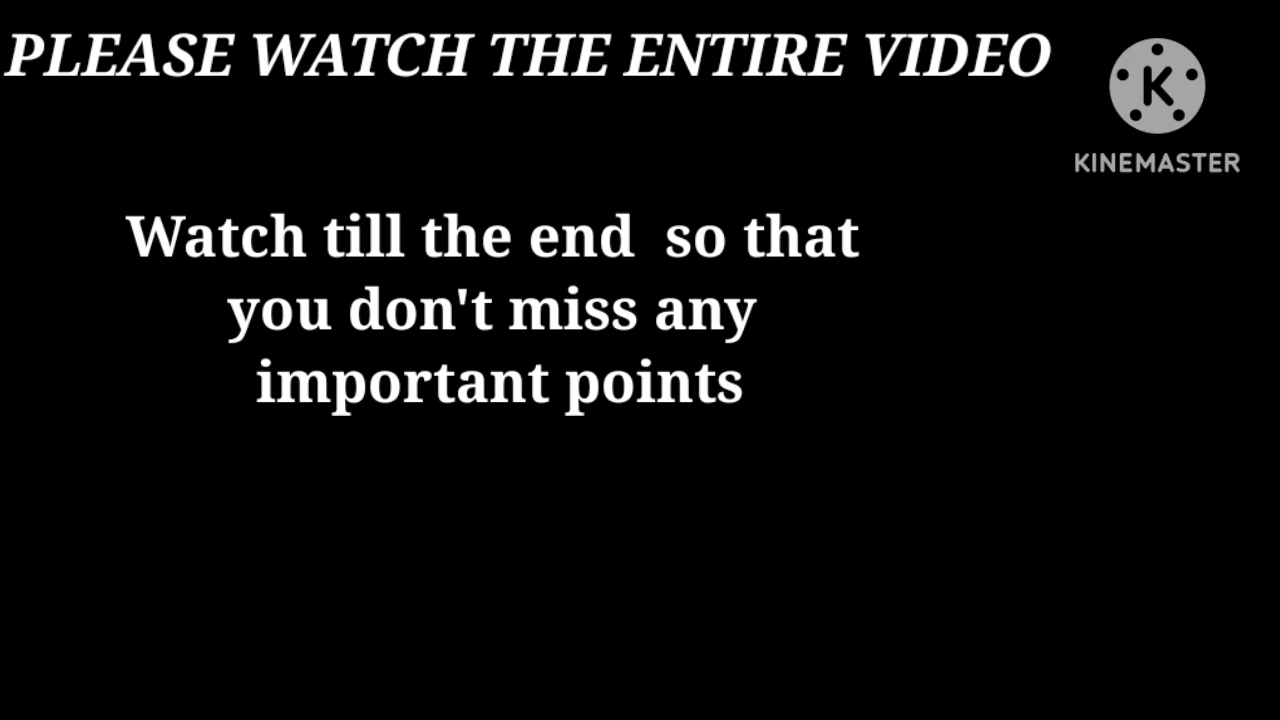 PLEASE WATCH THE ENTIRE VIDEO
K
KINEMASTER
Watch till the end  so that
you don't miss any
important points